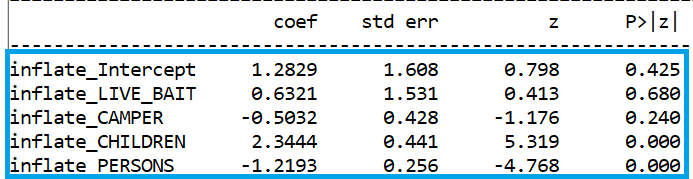 coef std err z P>|z|
inflate_Intercept 1.2829 1.608 0.798 0.425
inflate_LIVE_BAIT 0.6321 1.531 0.413 0.680
inflate_CAMPER -0.5032 0.428 -1.176 0.240
inflate_CHILDREN 2.3444 0.441 5.319 0.000
inflate_PERSONS -1.2193 0.256 -4.768 0.000